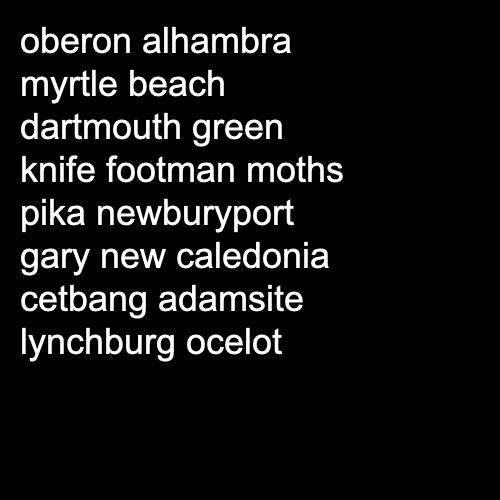 oberon alhambra
myrtle beach
dartmouth green
knife footman moths
pika newburyport
gary new caledonia
cetbang adamsite
lynchburg ocelot